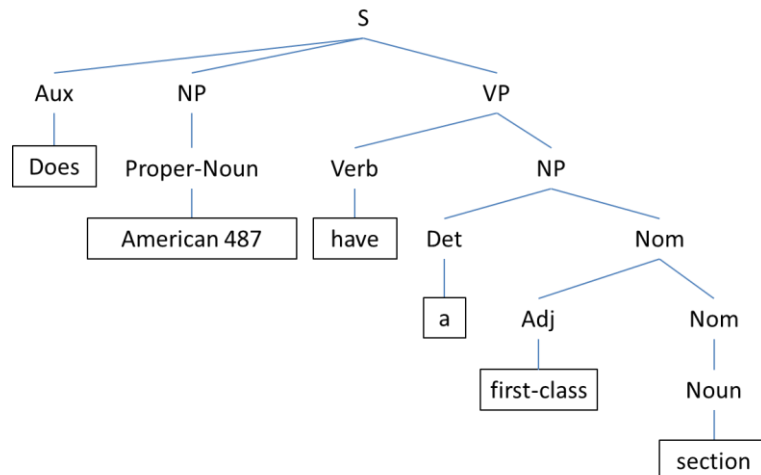 S
Aux NP VP
Does Proper-Noun Verb NP
American 487 have Det Nom
a Adj Nom
first-class Noun
section